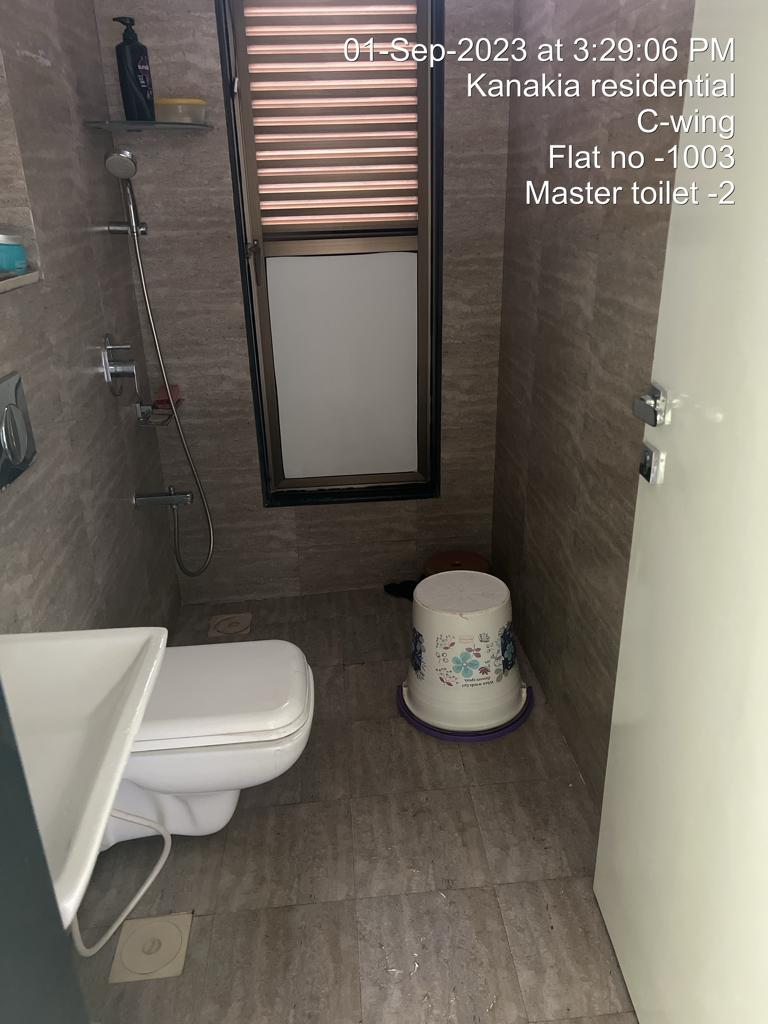 01-Sep-2023 at 3:29:06 PM
Kanakia residential
C-wing
Flat no -1003
Master toilet -2